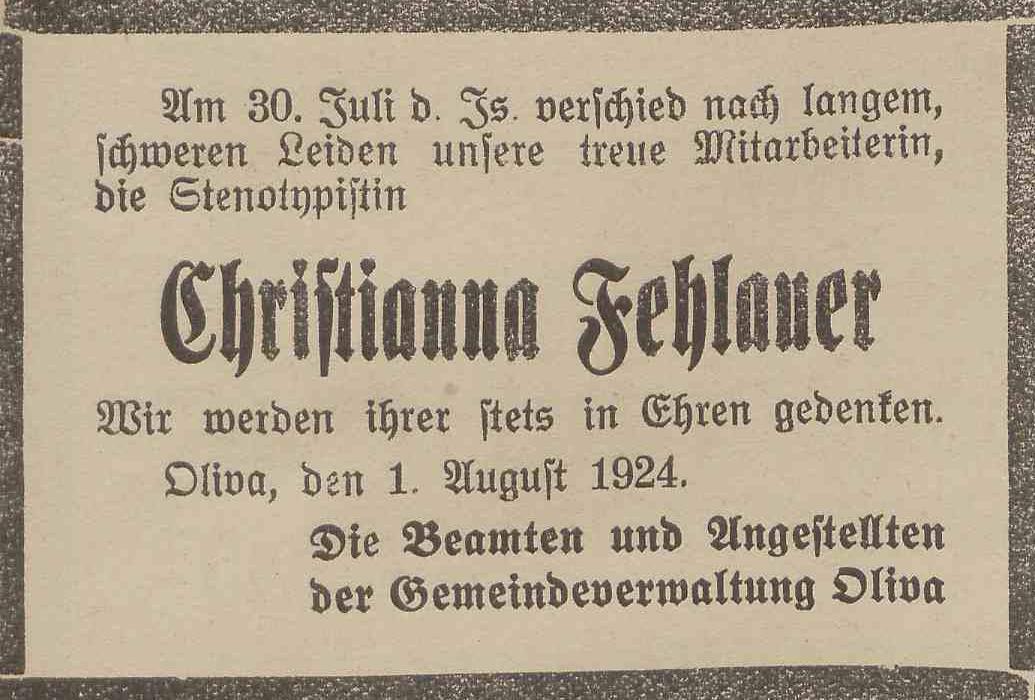 Am 30. Juli d. Js. verschied nach langem,
schweren Leiden unsere treue Mitarbeiterin,
die Stenotypistin
Christianna Fehlauer
Wir werden ihrer stets in Ehren gedenken.
Oliva, den 1. August 1924.
Die Beamten und Angestellten
der Gemeindeverwaltung Oliva